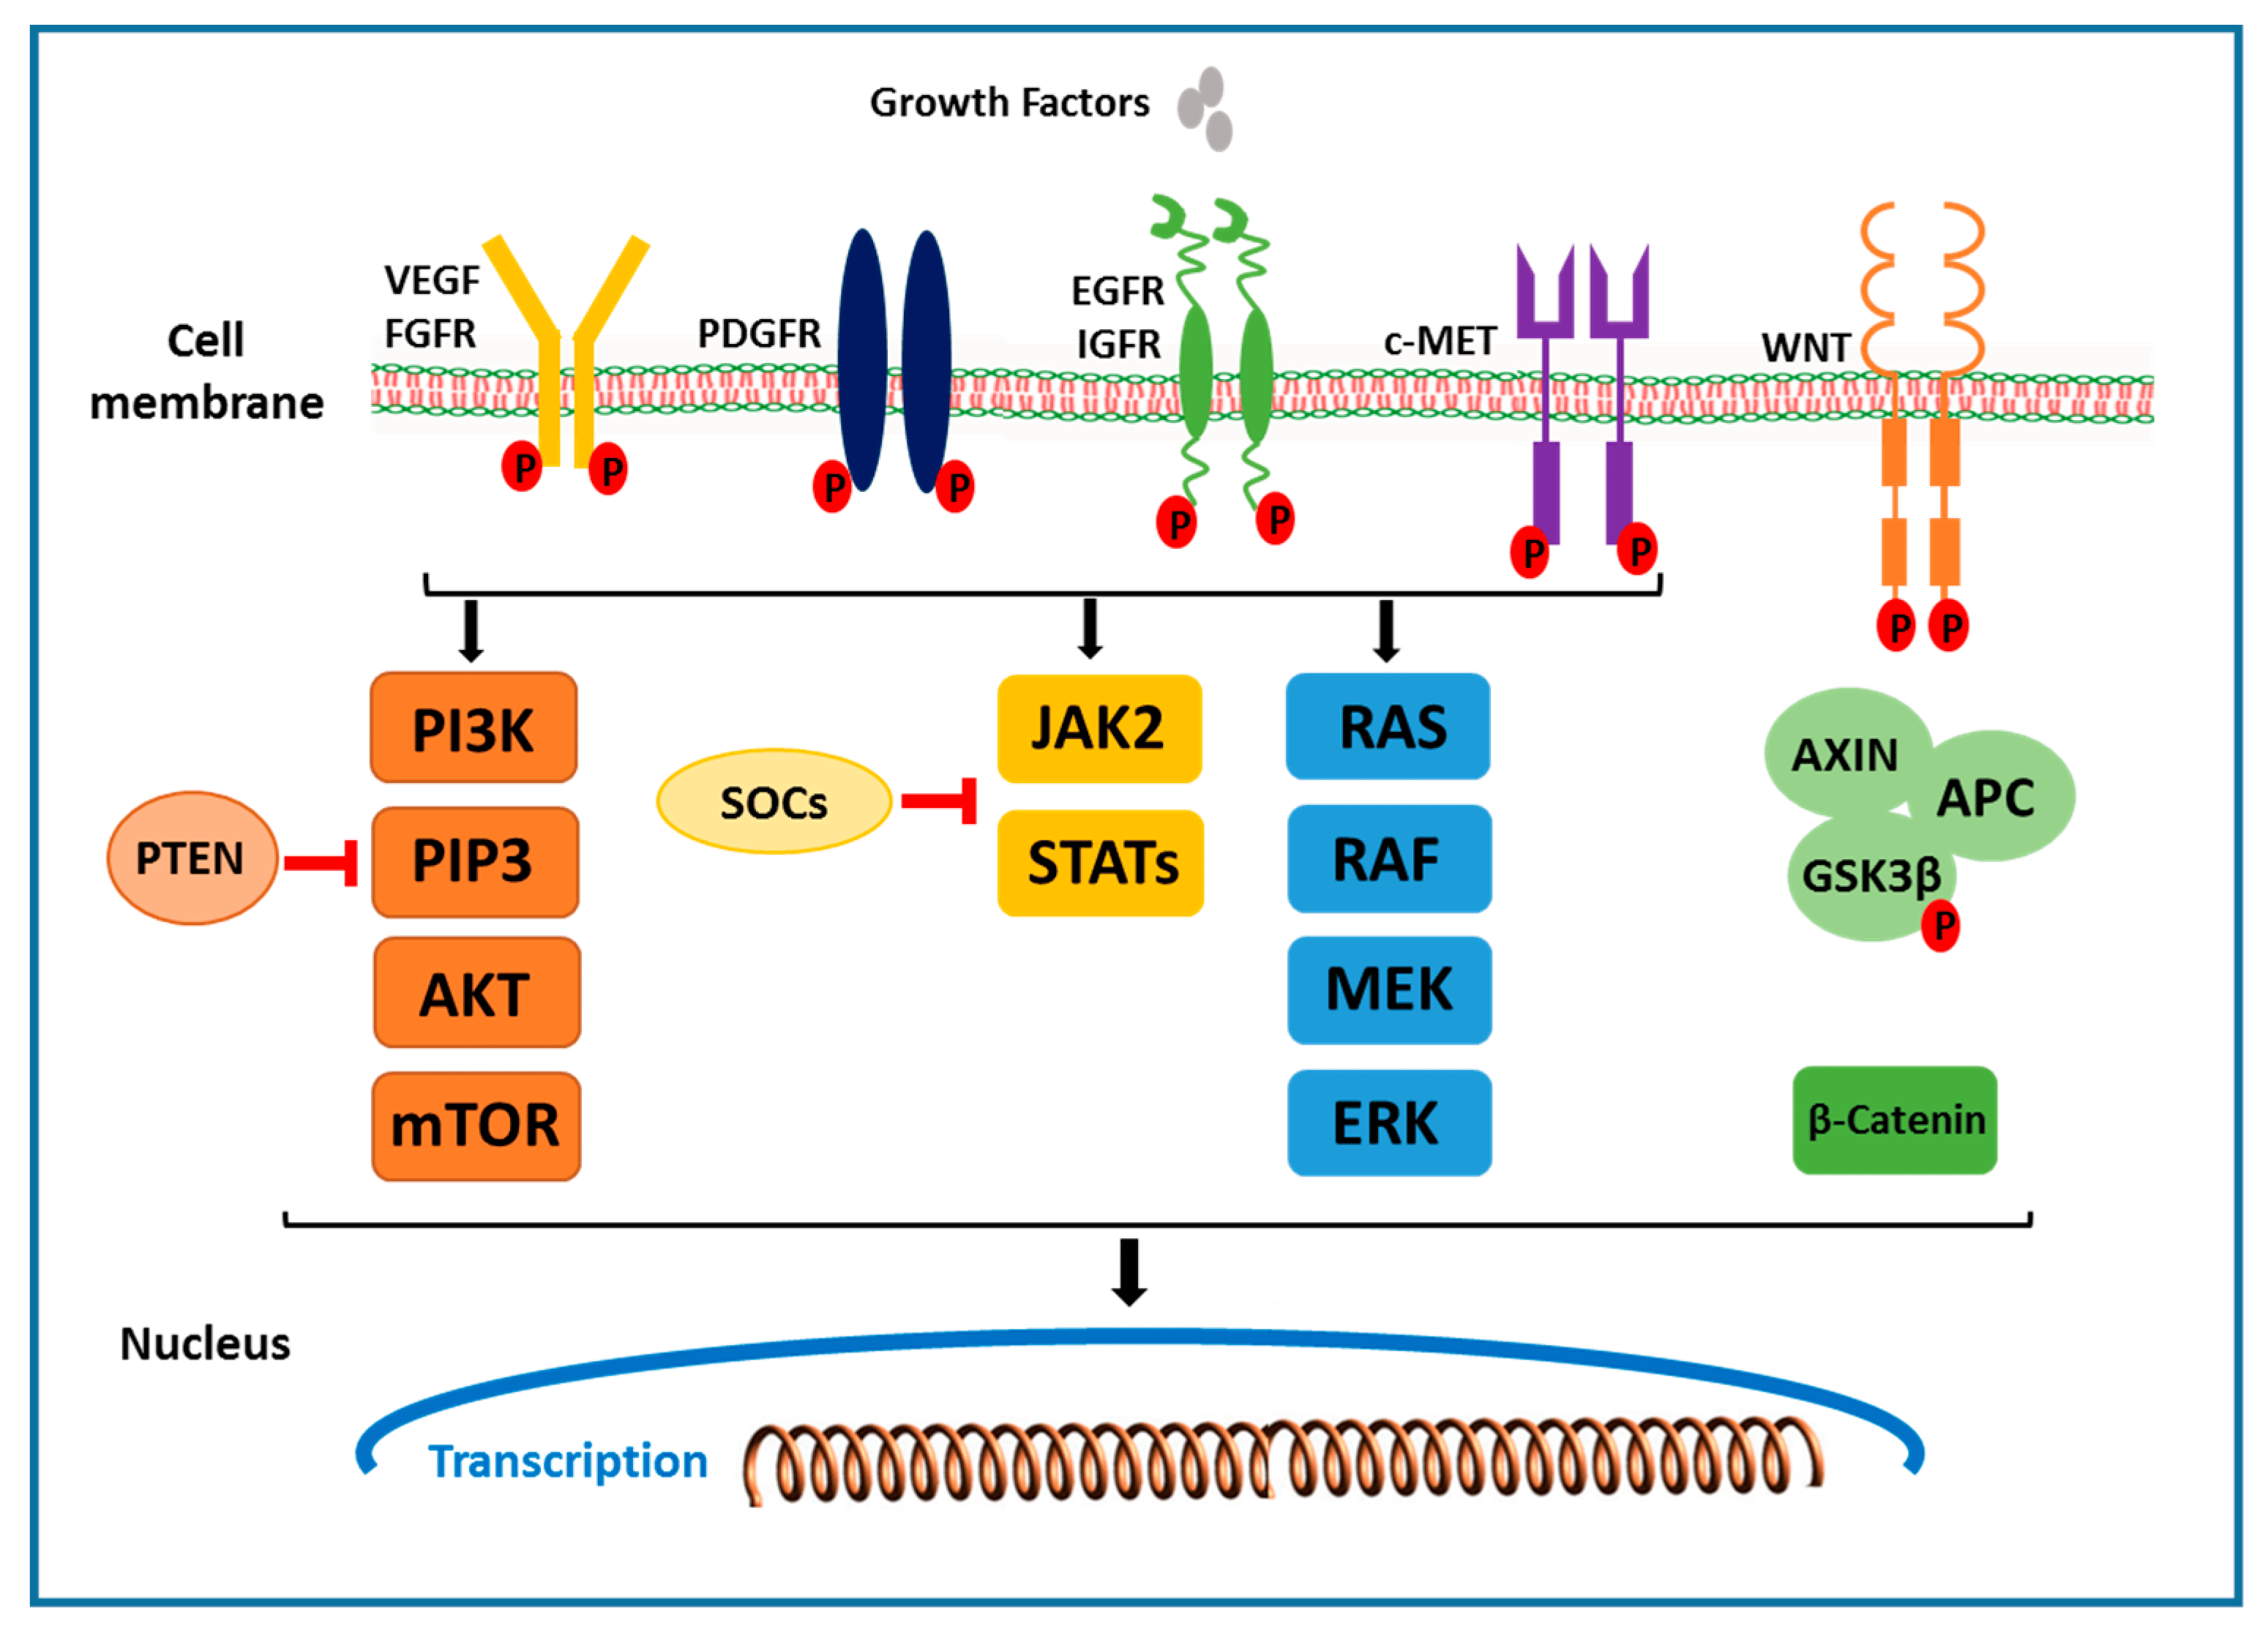 Growth Factors
VEGF
FGFR
PDGFR
EGFR
IGFR
c-MET
WNT
Cell
membrane
P
P
P
P
P
P
P
P
P
P
PI3K
JAK2
RAS
AXIN
APC
SOCs
PTEN
PIP3
STATs
RAF
GSK3β
P
AKT
MEK
mTOR
ERK
β-Catenin
Nucleus
Transcription